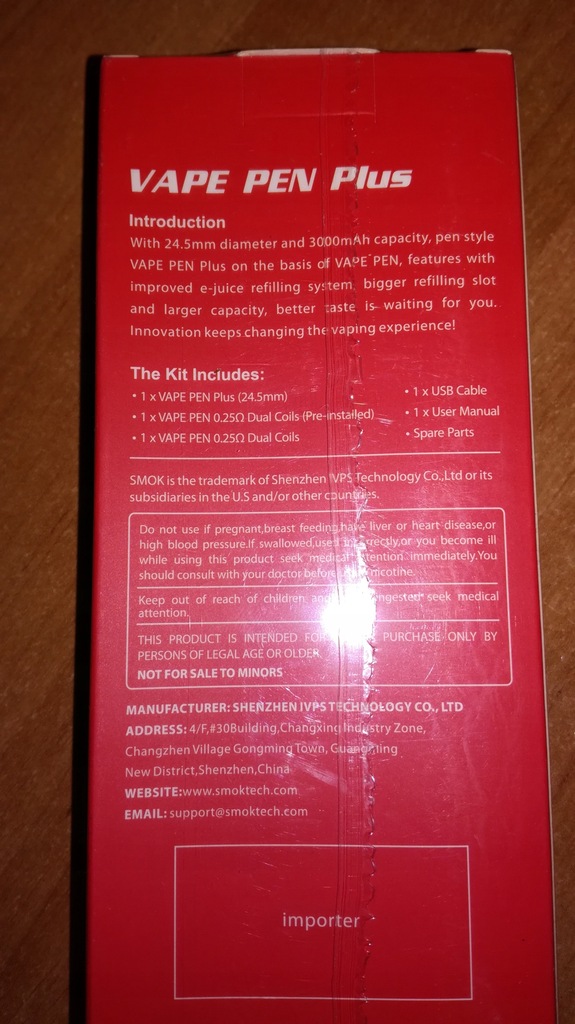 VAPE PEN Plus
Introduction
With 24.5mm diameter and 3000mAh capacity, pen style
VAPE PEN Plus on the basis of VAPE PEN, features with
improved e-juice refilling system, bigger refilling slot
and larger capacity, better taste is waiting for you.
Innovation keeps changing the vaping experience!
The Kit Includes:
• 1 x VAPE PEN Plus (24.5mm)
• 1 x VAPE PEN 0.25Ω Dual Coils (Pre-installed)
• 1 x VAPE PEN 0.25Ω Dual Coils
• 1 x USB Cable
• 1 x User Manual
• Spare Parts
SMOK is the trademark of Shenzhen IVPS Technology Co.,Ltd or its
subsidiaries in the U.S and/or other countries.
Do not use if pregnant,breast feeding,have liver or heart disease,or
high blood pressure.If swallowed,used incorrectly,or you become ill
while using this product seek medical attention immediately.You
should consult with your doctor before nicotine.
Keep out of reach of children ingested seek medical
attention.
THIS PRODUCT IS INTENDED FOR PURCHASE ONLY BY
PERSONS OF LEGAL AGE OR OLDER.
NOT FOR SALE TO MINORS
MANUFACTURER: SHENZHEN IVPS TECHNOLOGY CO., LTD
ADDRESS: 4/F,#30Building,Changxing Industry Zone,
Changzhen Village Gongming Town, Guangming
New District,Shenzhen,China
WEBSITE:www.smoktech.com
EMAIL: support@smoktech.com
importer